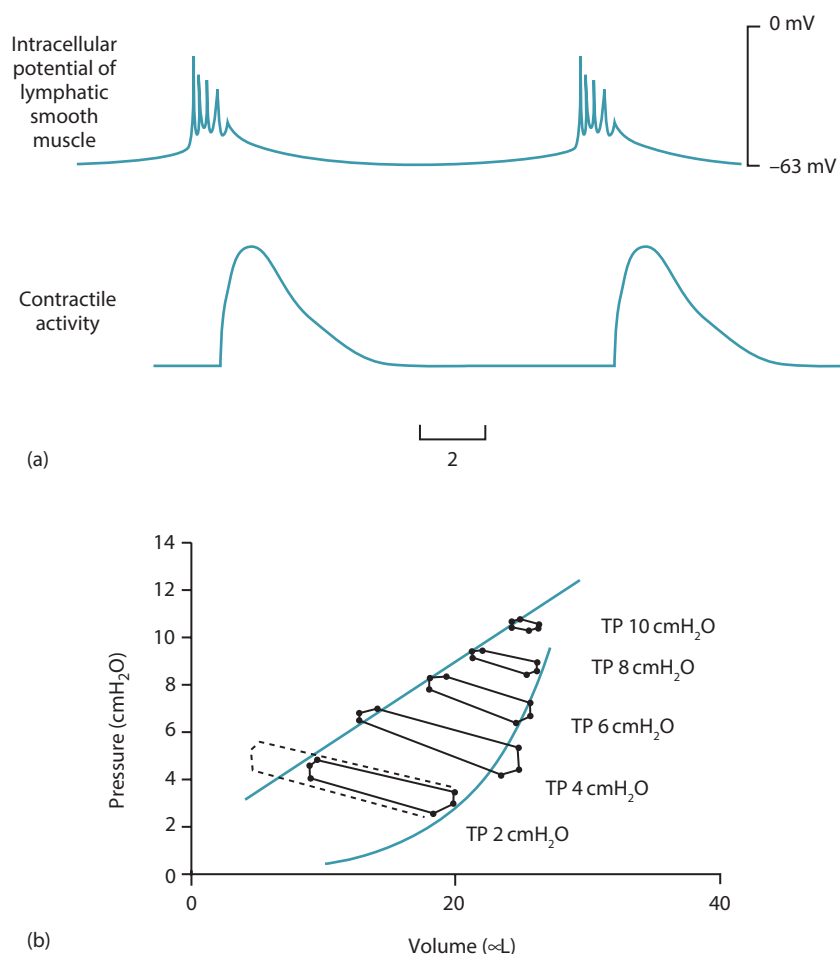 Intracellular
potential of
lymphatic
smooth
muscle
0 mV
–63 mV
Contractile
activity
2
(a)
14
12
10
8
6
4
2
0
Pressure (cmH₂O)
TP 10 cmH₂O
TP 8 cmH₂O
TP 6 cmH₂O
TP 4 cmH₂O
TP 2 cmH₂O
0
20
40
Volume (∝L)
(b)